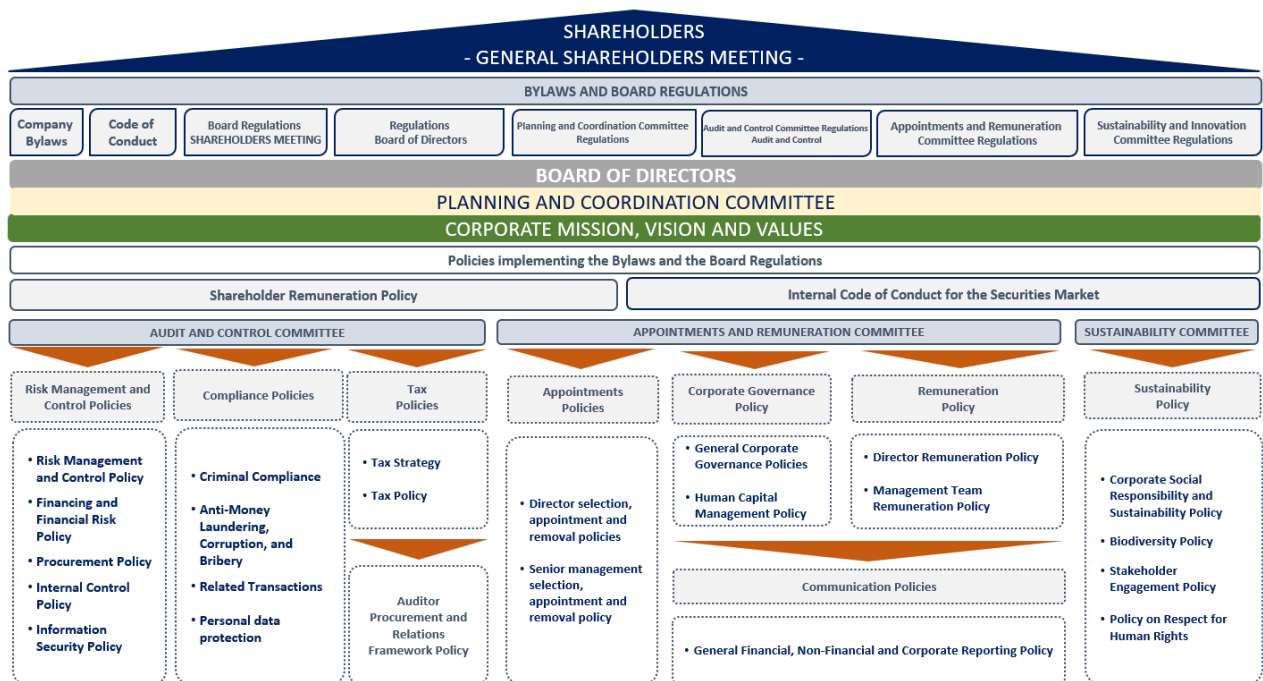 SHAREHOLDERS
- GENERAL SHAREHOLDERS MEETING -
BYLAWS AND BOARD REGULATIONS
Company
Bylaws
Code of
Conduct
Board Regulations
SHAREHOLDERS MEETING
Regulations
Board of Directors
Planning and Coordination Committee
Regulations
Audit and Control Committee Regulations
Audit and Control
Appointments and Remuneration
Committee Regulations
Sustainability and Innovation
Committee Regulations
BOARD OF DIRECTORS
PLANNING AND COORDINATION COMMITTEE
CORPORATE MISSION, VISION AND VALUES
Policies implementing the Bylaws and the Board Regulations
Shareholder Remuneration Policy
Internal Code of Conduct for the Securities Market
AUDIT AND CONTROL COMMITTEE
APPOINTMENTS AND REMUNERATION COMMITTEE
SUSTAINABILITY COMMITTEE
Risk Management and
Control Policies
Compliance Policies
Tax
Policies
Appointments
Policies
Corporate Governance
Policy
Remuneration
Policy
Sustainability
Policy
• Risk Management
and Control Policy
• Financing and
Financial Risk
Policy
• Procurement Policy
• Internal Control
Policy
• Information
Security Policy
• Criminal Compliance
• Anti-Money
Laundering,
Corruption, and
Bribery
• Related Transactions
• Personal data
protection
• Tax Strategy
• Tax Policy
Auditor
Procurement and
Relations
Framework Policy
• Director selection,
appointment and
removal policies
• Senior management
selection,
appointment and
removal policy
• General Corporate
Governance Policies
• Human Capital
Management Policy
• Director Remuneration Policy
• Management Team
Remuneration Policy
Communication Policies
• General Financial, Non-Financial and Corporate Reporting Policy
• Corporate Social
Responsibility and
Sustainability Policy
• Biodiversity Policy
• Stakeholder
Engagement Policy
• Policy on Respect for
Human Rights